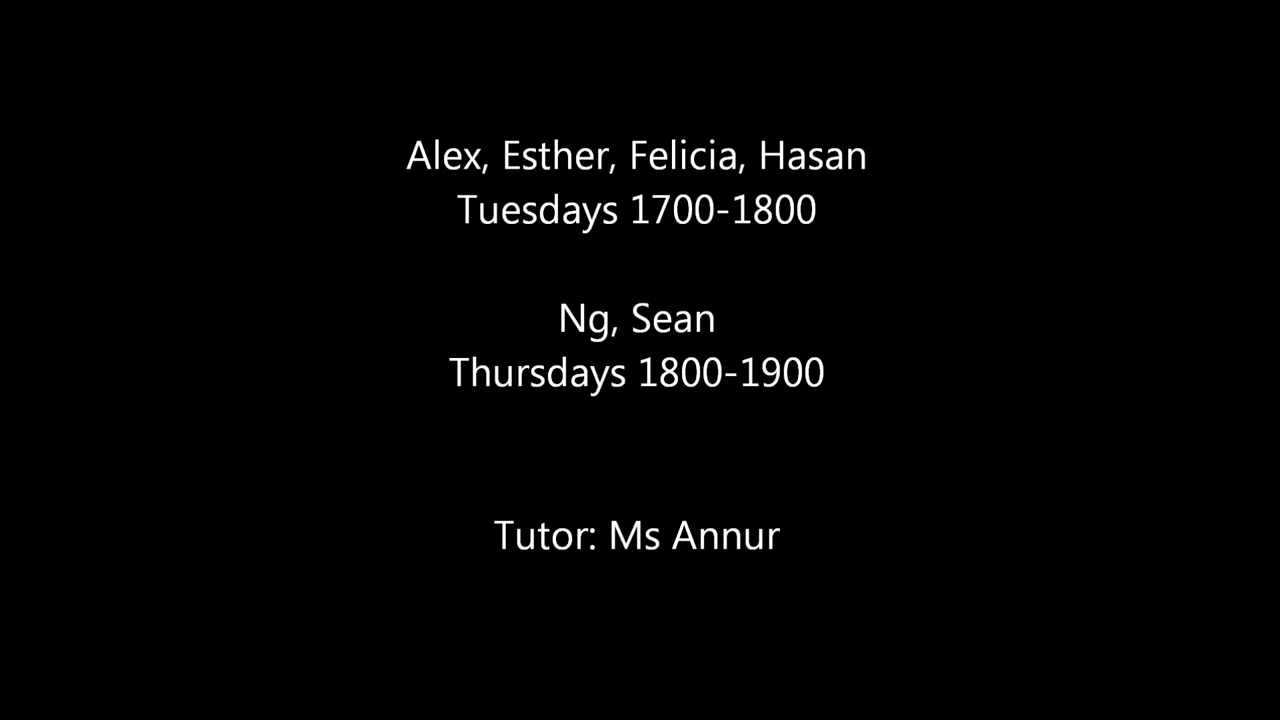 Alex, Esther, Felicia, Hasan
Tuesdays 1700-1800
Ng, Sean
Thursdays 1800-1900
Tutor: Ms Annur